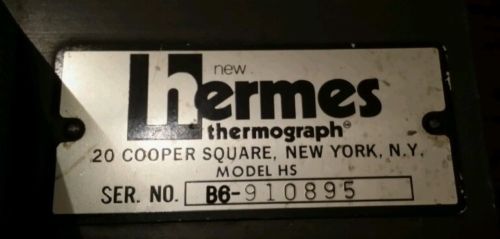 new
hermes
thermograph
20 COOPER SQUARE, NEW YORK, N.Y.
MODEL HS
SER. NO. B6-910895